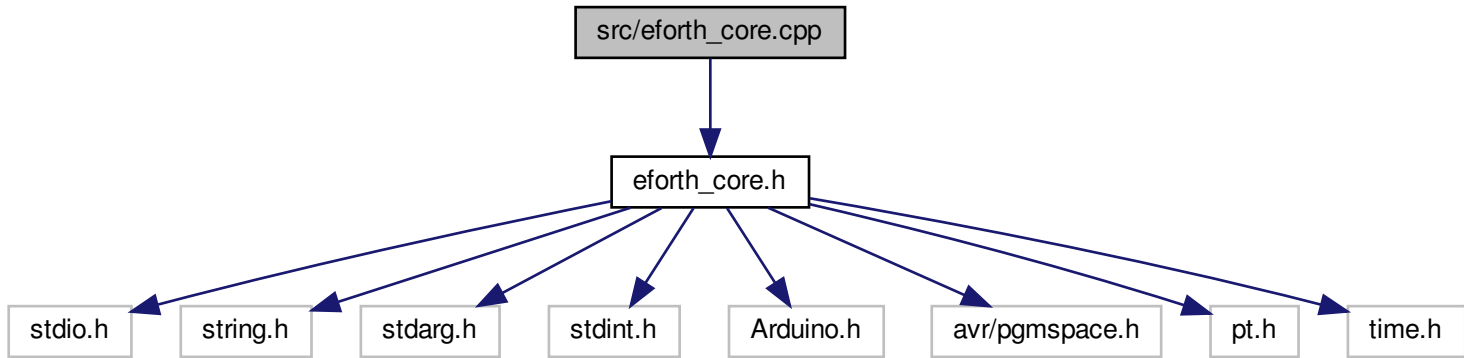 src/eforth_core.cpp
eforth_core.h
stdio.h
string.h
stdarg.h
stdint.h
Arduino.h
avr/pgmspace.h
pt.h
time.h